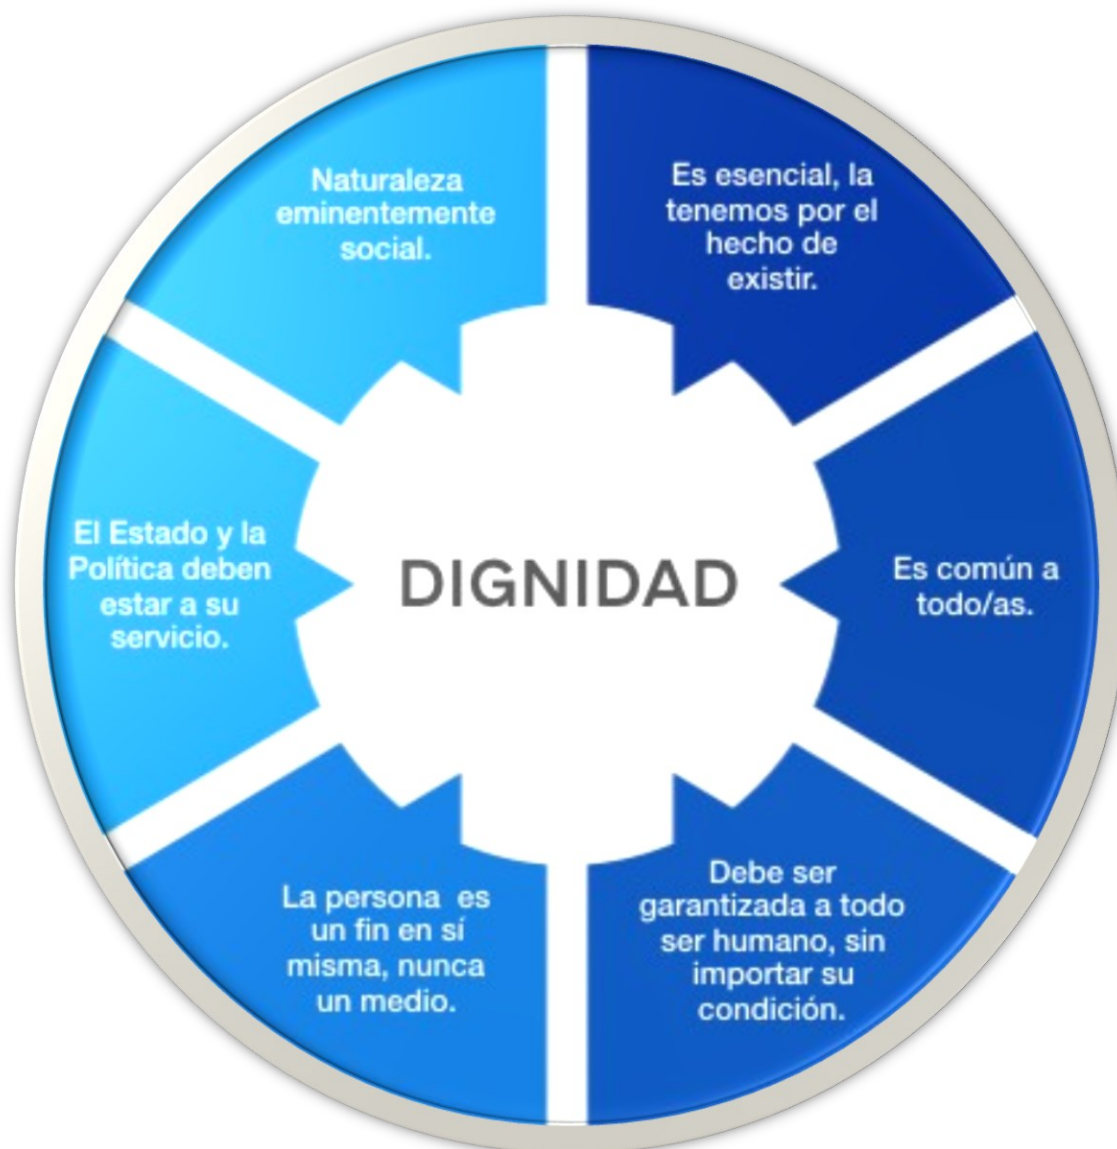 Naturaleza
eminentemente
social.
Es esencial, la
tenemos por el
hecho de
existir.
El Estado y la
Política deben
estar a su
servicio.
DIGNIDAD
Es común a
todo/as.
La persona  es
un fin en sí
misma, nunca
un medio.
Debe ser
garantizada a todo
ser humano, sin
importar su
condición.